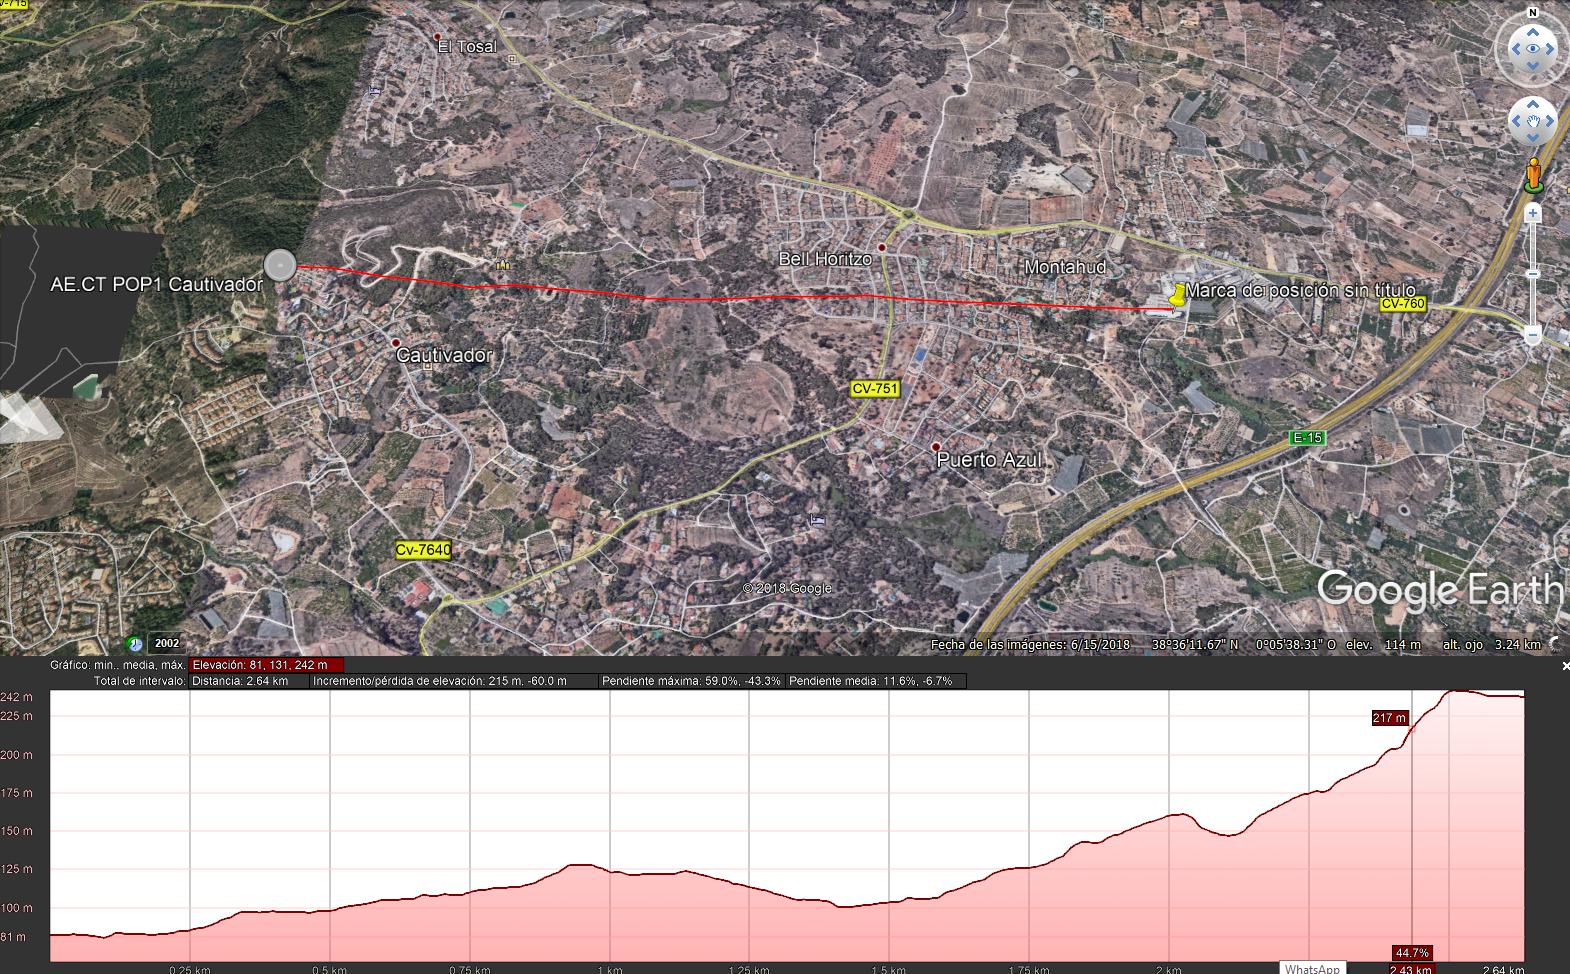 V-715
N
El Tosal
Bell Horitzo
Montahud
AE.CT POP1 Cautivador
Marca de posición sin título
CV-760
Cautivador
CV-751
E-15
Puerto Azul
Cv-7640
© 2018 Google
Google Earth
2002
Fecha de las imágenes: 6/15/2018 38°36'11.67" N 0°05'38.31" O elev. 114 m alt. ojo 3.24 km
Gráfico: min., media, máx. Elevación: 81, 131, 242 m
Total de intervalo: Distancia: 2.64 km Incremento/pérdida de elevación: 215 m, -60.0 m Pendiente máxima: 59.0%, -43.3% Pendiente media: 11.6%, -6.7%
242 m
225 m
217 m
200 m
175 m
150 m
125 m
100 m
81 m
44.7%
0.25 km 0.5 km 0.75 km 1 km 1.25 km 1.5 km 1.75 km 2 km WhatsApp 2.43 km 2.64 km